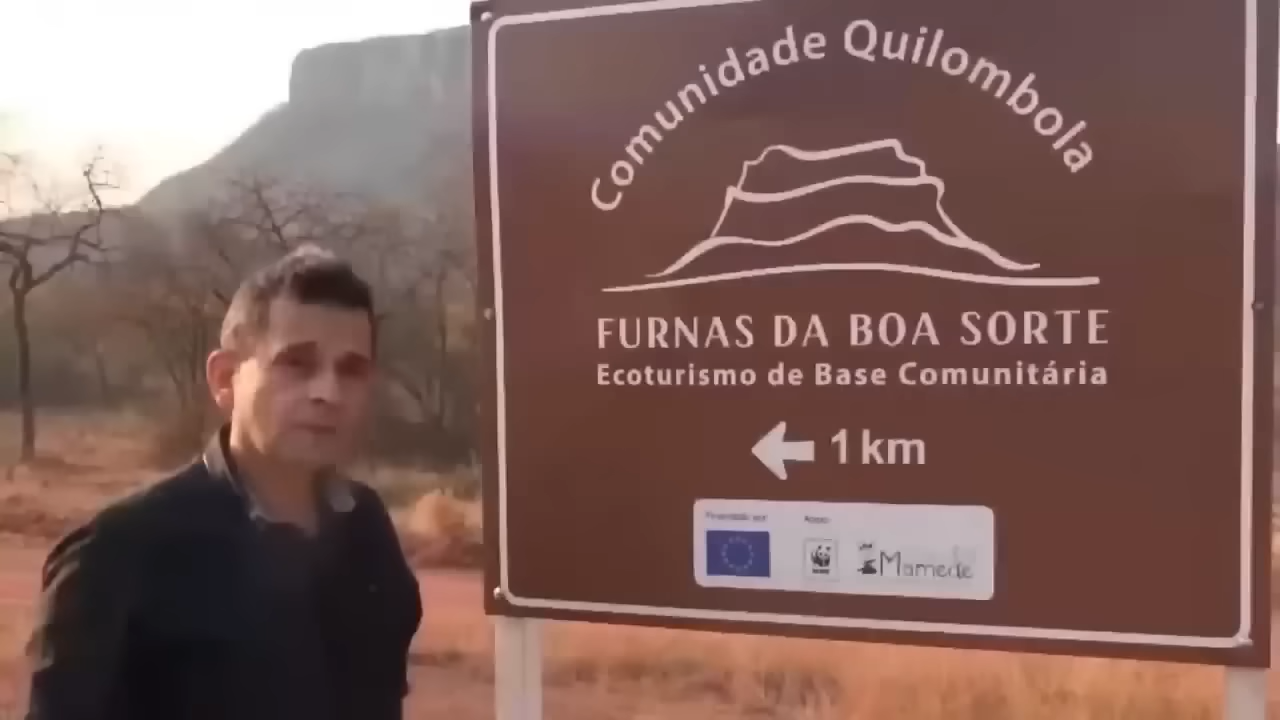 Comunidade Quilombola
FURNAS DA BOA SORTE
Ecoturismo de Base Comunitária
1 km
Mamede